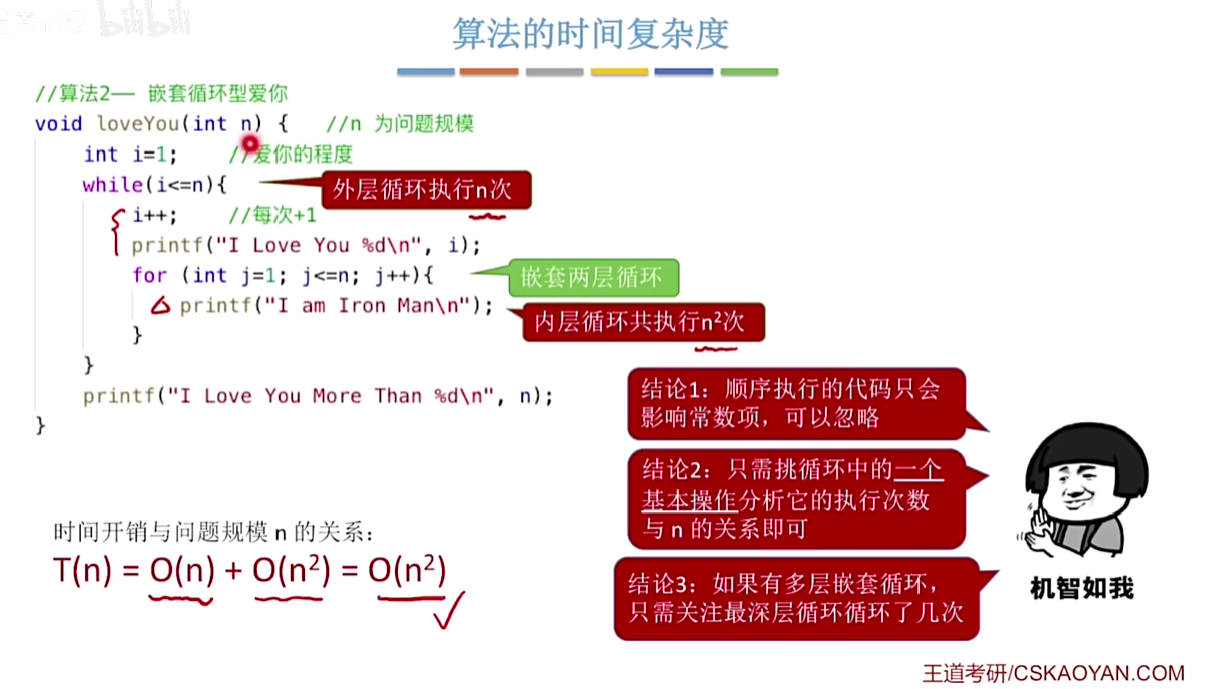 bilibili
算法的时间复杂度
//算法2—— 嵌套循环型爱你
void loveYou(int n) { //n 为问题规模
int i=1; //爱你的程度
while(i<=n){
外层循环执行n次
i++; //每次+1
printf("I Love You %d\n", i);
for (int j=1; j<=n; j++){
嵌套两层循环
printf("I am Iron Man\n");
内层循环共执行n²次
}
}
printf("I Love You More Than %d\n", n);
}
结论1：顺序执行的代码只会
影响常数项，可以忽略
结论2：只需挑循环中的一个
基本操作分析它的执行次数
与 n 的关系即可
结论3：如果有多层嵌套循环，
只需关注最深层循环循环了几次
机智如我
时间开销与问题规模 n 的关系：
T(n) = O(n) + O(n²) = O(n²)
王道考研/CSKAOYAN.COM